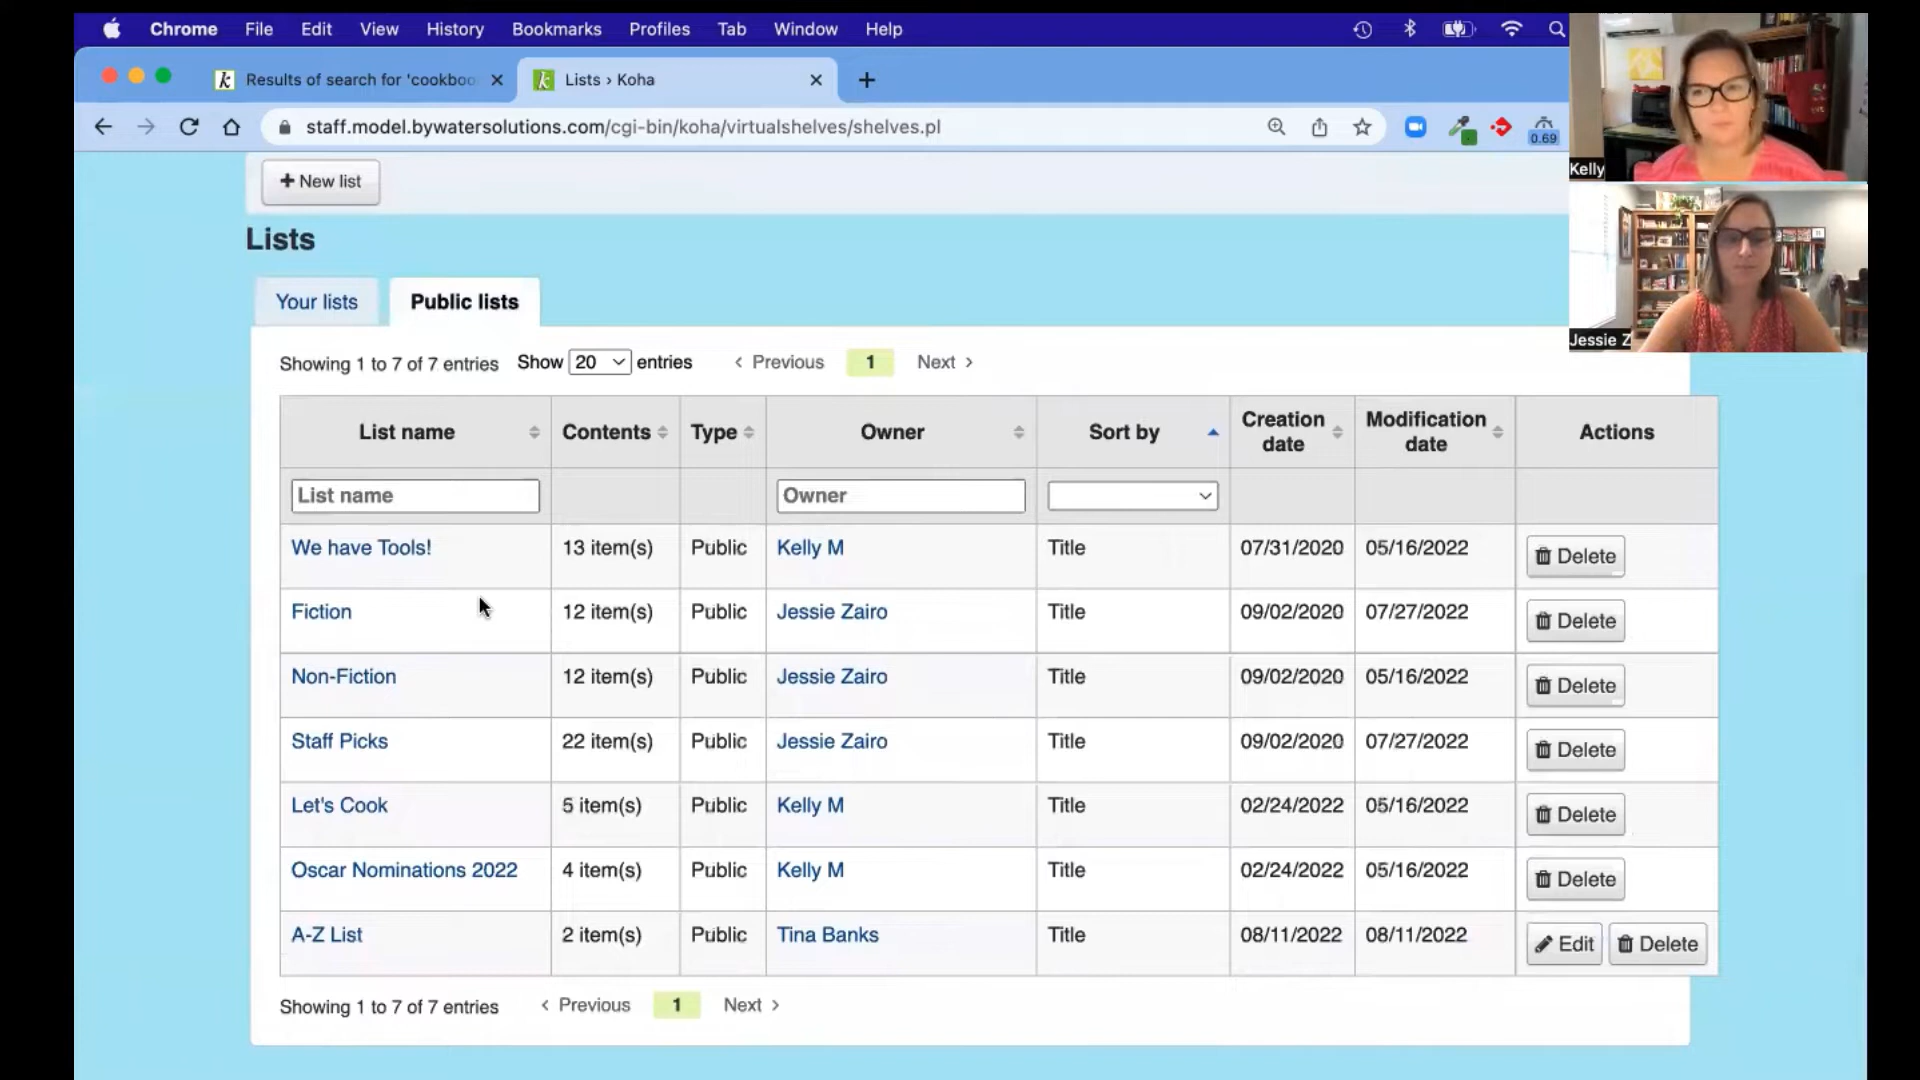 Chrome File Edit View History Bookmarks Profiles Tab Window Help
Results of search for 'cookboo
Lists › Koha
staff.model.bywatersolutions.com/cgi-bin/koha/virtualshelves/shelves.pl
0.69
Kelly
Jessie Z
+ New list
Lists
Your lists Public lists
Showing 1 to 7 of 7 entries Show 20 entries < Previous 1 Next >
List name Contents Type Owner Sort by Creation date Modification date Actions
List name Owner
We have Tools! 13 item(s) Public Kelly M Title 07/31/2020 05/16/2022 Delete
Fiction 12 item(s) Public Jessie Zairo Title 09/02/2020 07/27/2022 Delete
Non-Fiction 12 item(s) Public Jessie Zairo Title 09/02/2020 05/16/2022 Delete
Staff Picks 22 item(s) Public Jessie Zairo Title 09/02/2020 07/27/2022 Delete
Let's Cook 5 item(s) Public Kelly M Title 02/24/2022 05/16/2022 Delete
Oscar Nominations 2022 4 item(s) Public Kelly M Title 02/24/2022 05/16/2022 Delete
A-Z List 2 item(s) Public Tina Banks Title 08/11/2022 08/11/2022 Edit Delete
Showing 1 to 7 of 7 entries < Previous 1 Next >